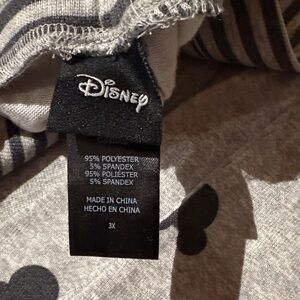 Disney
95% POLYESTER
5% SPANDEX
95% POLIÉSTER
5% SPANDEX
MADE IN CHINA
HECHO EN CHINA
3X